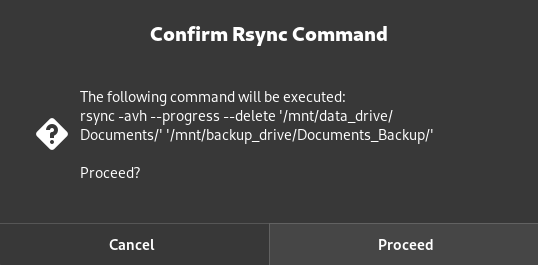 Confirm Rsync Command
The following command will be executed:
rsync -avh --progress --delete '/mnt/data_drive/
Documents/' '/mnt/backup_drive/Documents_Backup/'
Proceed?
Cancel
Proceed